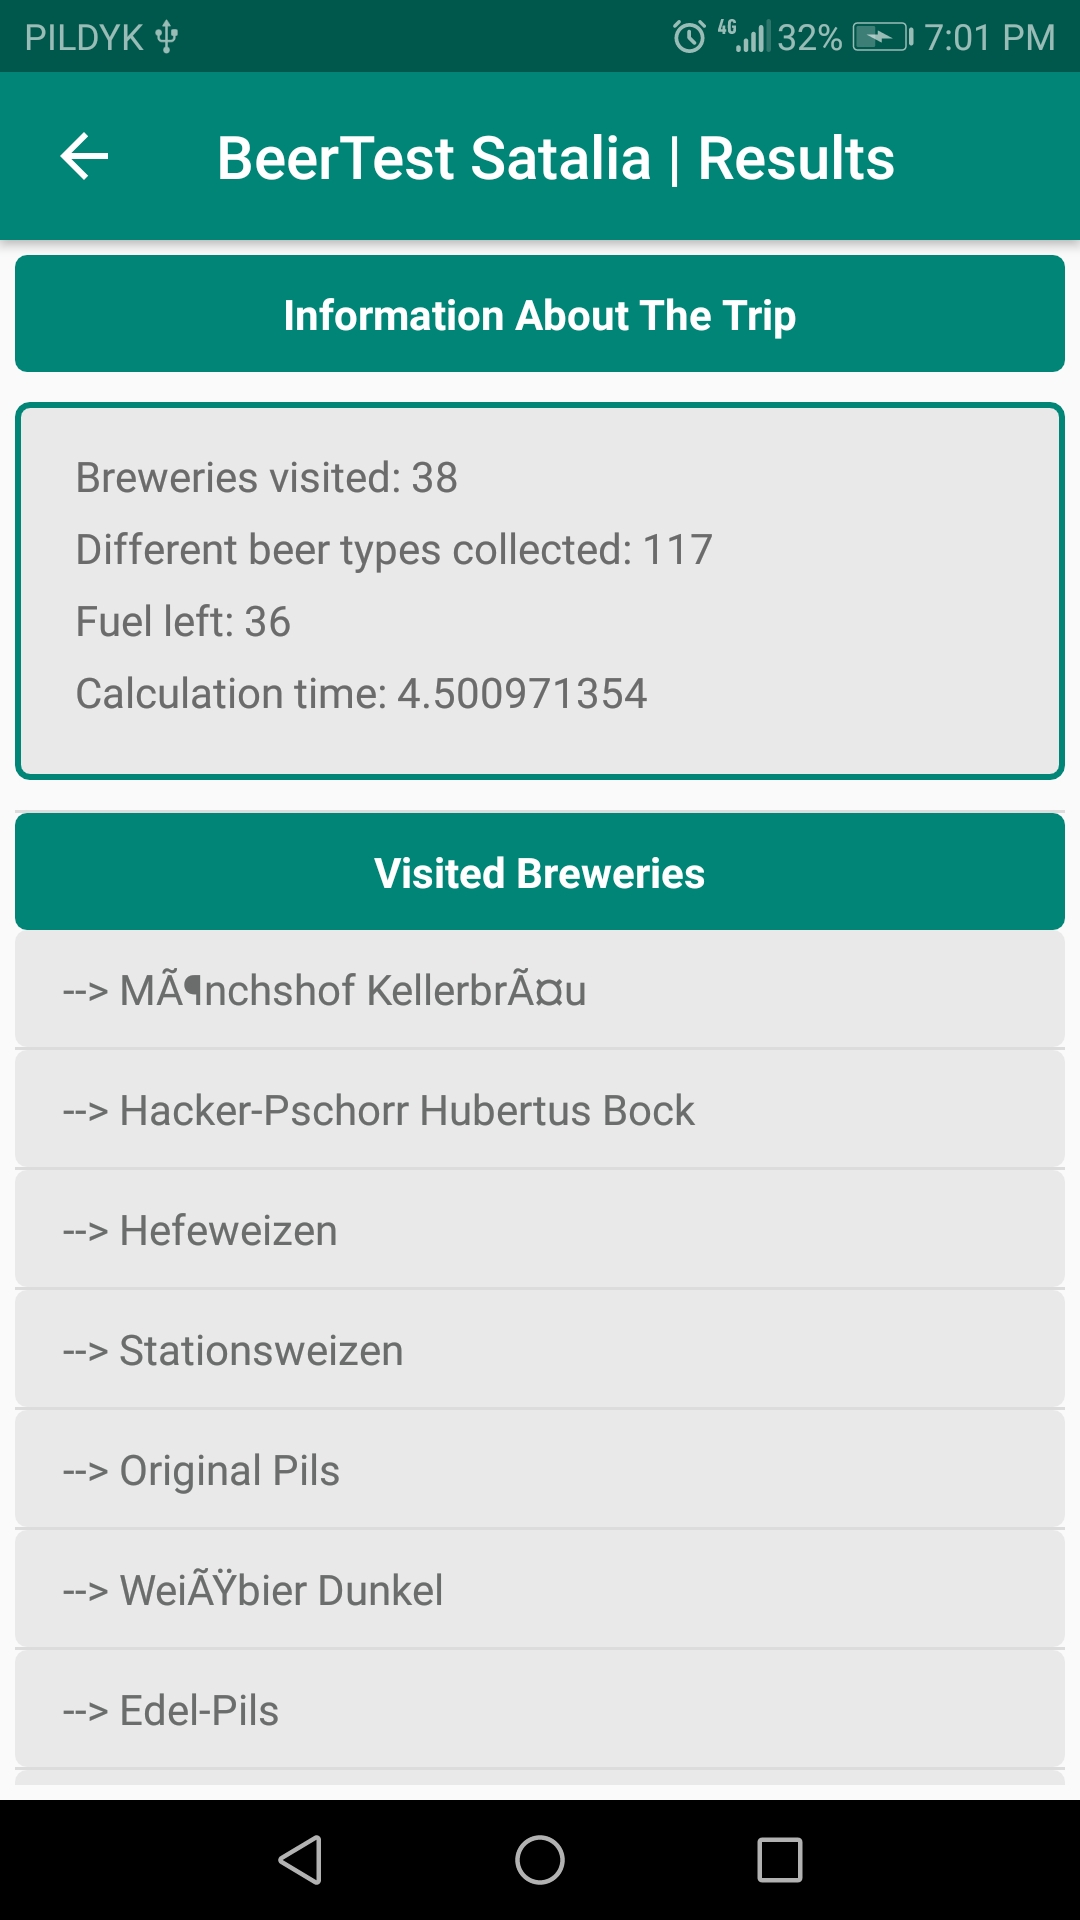 PILDYK 4G 32% 7:01 PM
BeerTest Satalia | Results
Information About The Trip
Breweries visited: 38
Different beer types collected: 117
Fuel left: 36
Calculation time: 4.500971354
Visited Breweries
--> MÃ¶nchshof KellerbrÃ¤u
--> Hacker-Pschorr Hubertus Bock
--> Hefeweizen
--> Stationsweizen
--> Original Pils
--> WeiÃŸbier Dunkel
--> Edel-Pils